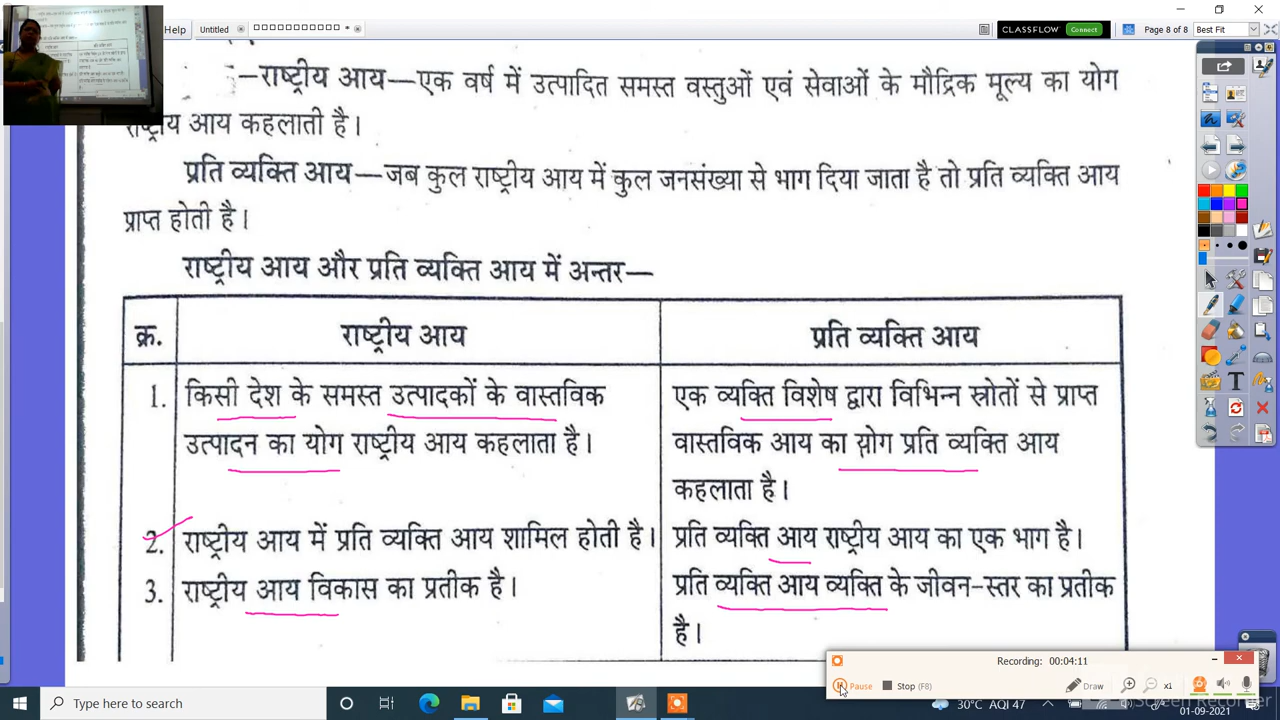 Help
Untitled
CLASSFLOW
Connect
Page 8 of 8
Best Fit
–राष्ट्रीय आय—एक वर्ष में उत्पादित समस्त वस्तुओं एवं सेवाओं के मौद्रिक मूल्य का योग
राष्ट्रीय आय कहलाती है।
प्रति व्यक्ति आय—जब कुल राष्ट्रीय आय में कुल जनसंख्या से भाग दिया जाता है तो प्रति व्यक्ति आय
प्राप्त होती है।
राष्ट्रीय आय और प्रति व्यक्ति आय में अन्तर—
क्र. राष्ट्रीय आय प्रति व्यक्ति आय
1. किसी देश के समस्त उत्पादकों के वास्तविक
उत्पादन का योग राष्ट्रीय आय कहलाता है।
एक व्यक्ति विशेष द्वारा विभिन्न स्रोतों से प्राप्त
वास्तविक आय का योग प्रति व्यक्ति आय
कहलाता है।
2. राष्ट्रीय आय में प्रति व्यक्ति आय शामिल होती है।
प्रति व्यक्ति आय राष्ट्रीय आय का एक भाग है।
3. राष्ट्रीय आय विकास का प्रतीक है।
प्रति व्यक्ति आय व्यक्ति के जीवन-स्तर का प्रतीक
है।
Recording: 00:04:11
Pause
Stop (F8)
x1
Draw
Type here to search
30°C AQI 47
01-09-2021
Screen Recorder